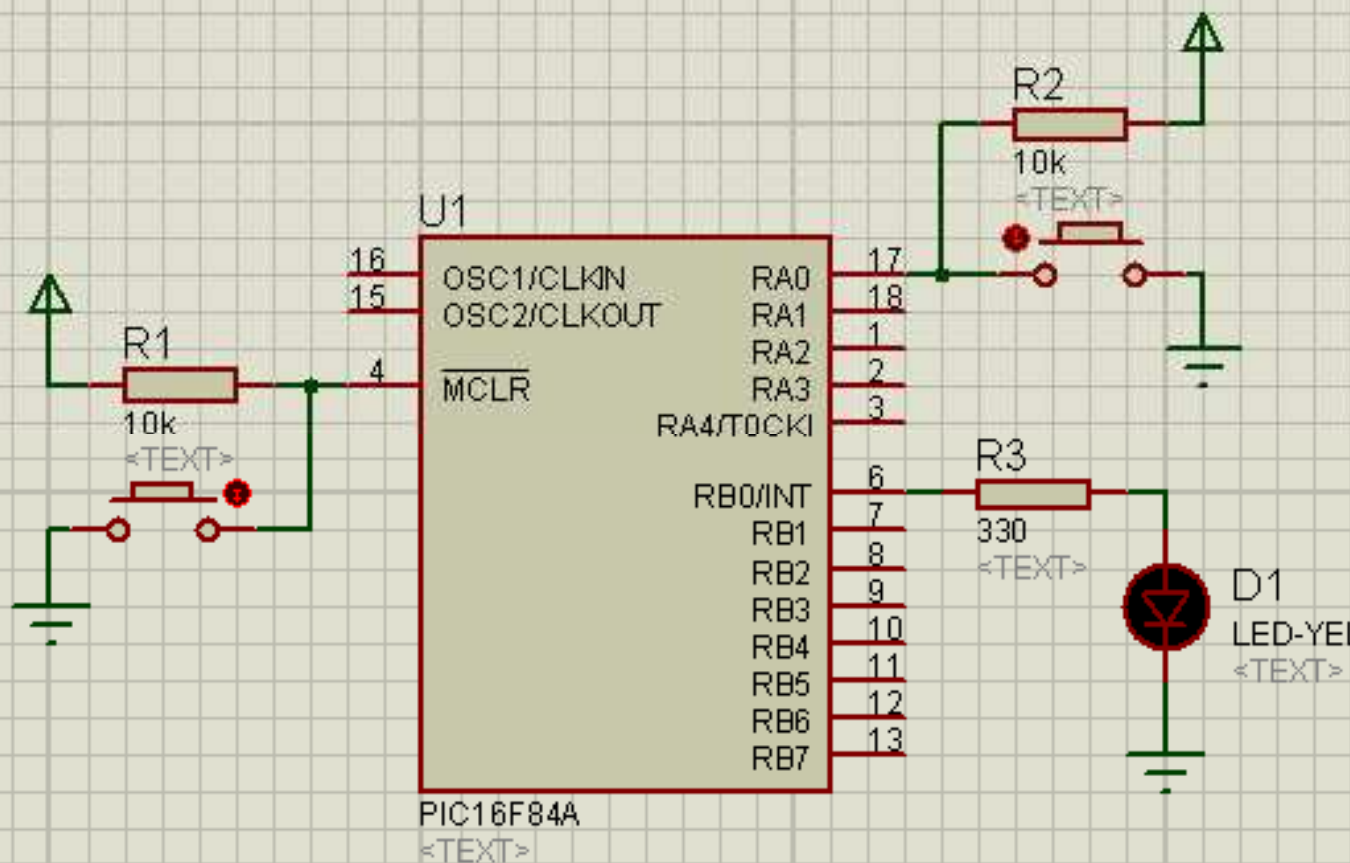 R2
10k
<TEXT>
U1
16
OSC1/CLKIN
RA0
17
15
OSC2/CLKOUT
RA1
18
RA2
1
R1
4
MCLR
RA3
2
10k
RA4/T0CKI
3
<TEXT>
R3
RB0/INT
6
330
<TEXT>
RB1
7
RB2
8
D1
RB3
9
LED-YEL
RB4
10
<TEXT>
RB5
11
RB6
12
RB7
13
PIC16F84A
<TEXT>